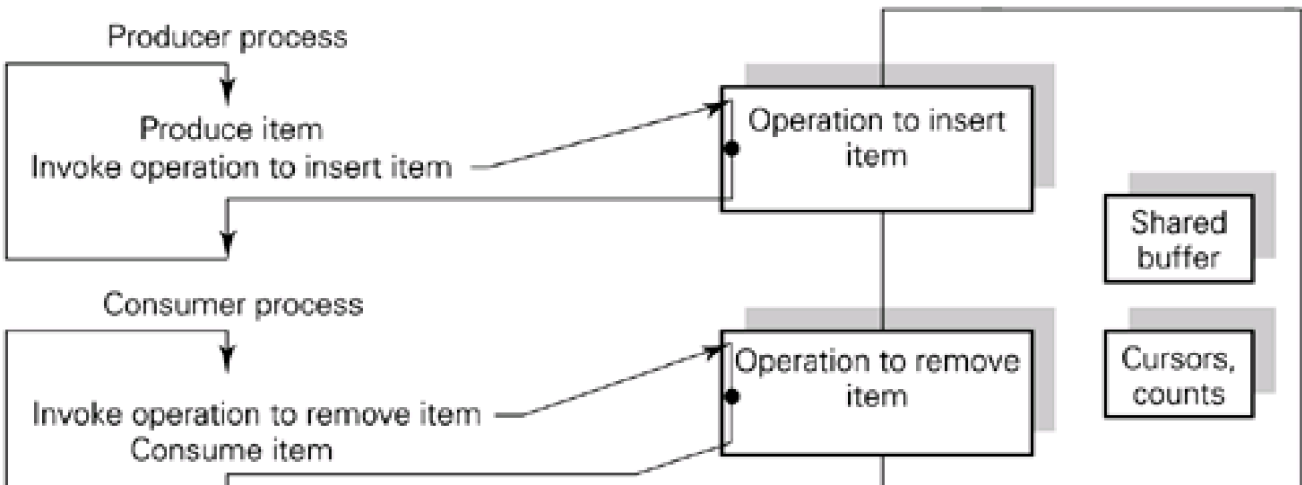 Producer process
Produce item
Invoke operation to insert item
Operation to insert
item
Shared
buffer
Consumer process
Invoke operation to remove item
Consume item
Operation to remove
item
Cursors,
counts